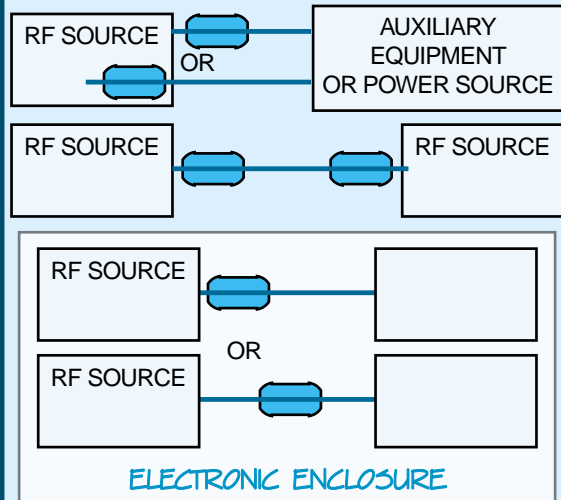 RF SOURCE
OR
AUXILIARY
EQUIPMENT
OR POWER SOURCE
RF SOURCE
RF SOURCE
RF SOURCE
OR
RF SOURCE
ELECTRONIC ENCLOSURE